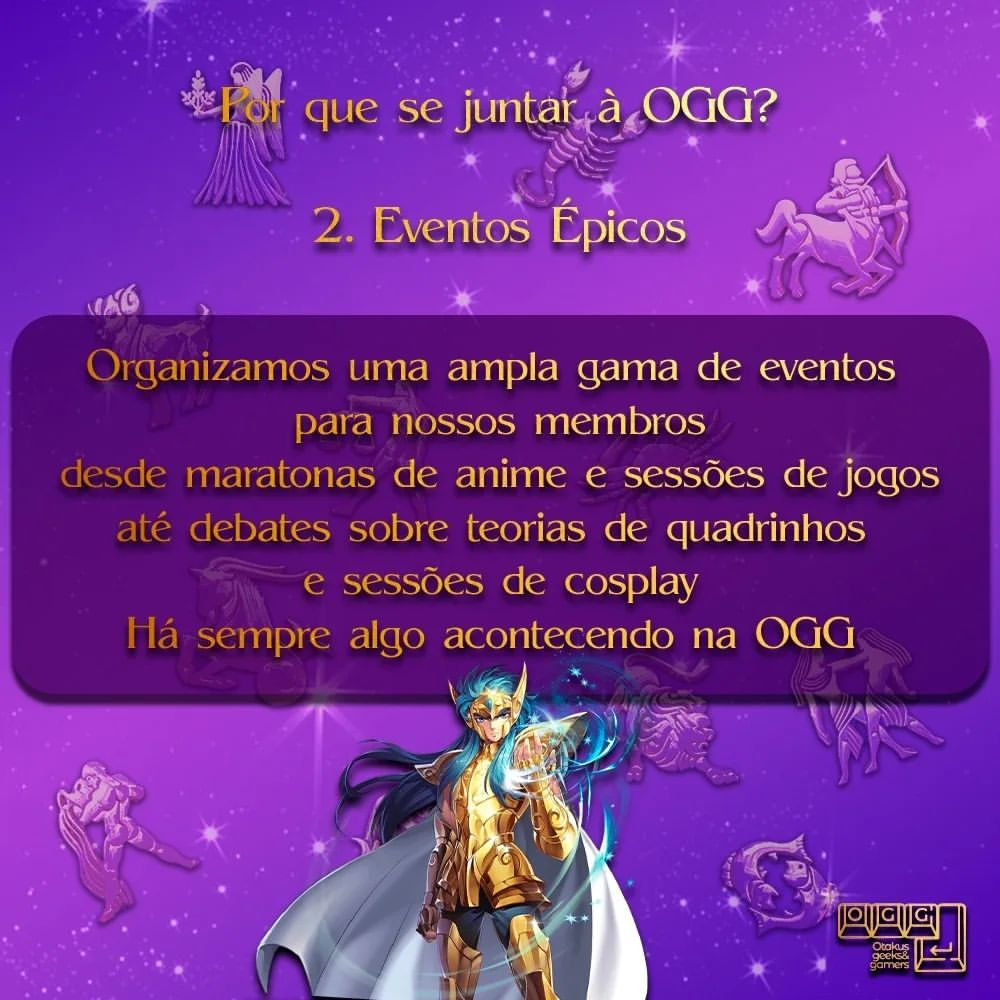 Por que se juntar à OGG?
2. Eventos Épicos
Organizamos uma ampla gama de eventos
para nossos membros
desde maratonas de anime e sessões de jogos
até debates sobre teorias de quadrinhos
e sessões de cosplay
Há sempre algo acontecendo na OGG
OGG
Otakus
geeks&
gamers